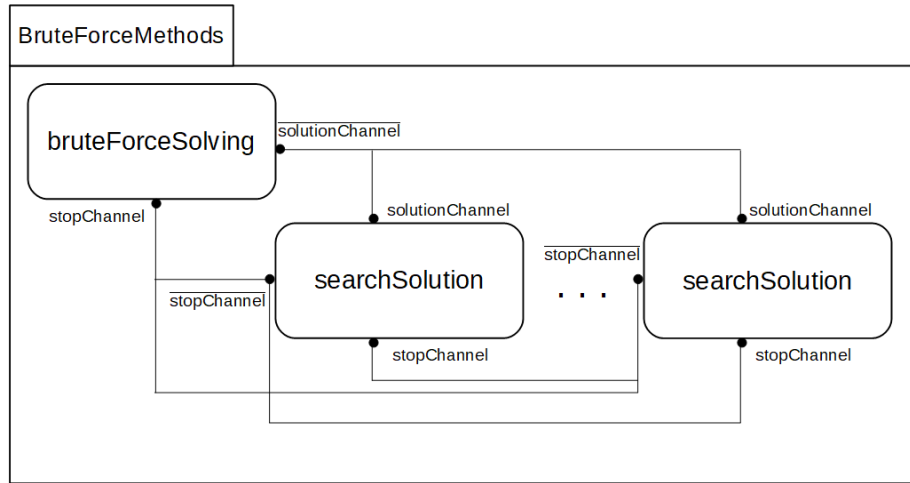 BruteForceMethods
bruteForceSolving
solutionChannel
stopChannel
solutionChannel
solutionChannel
searchSolution
stopChannel
searchSolution
stopChannel
. . .
stopChannel
stopChannel